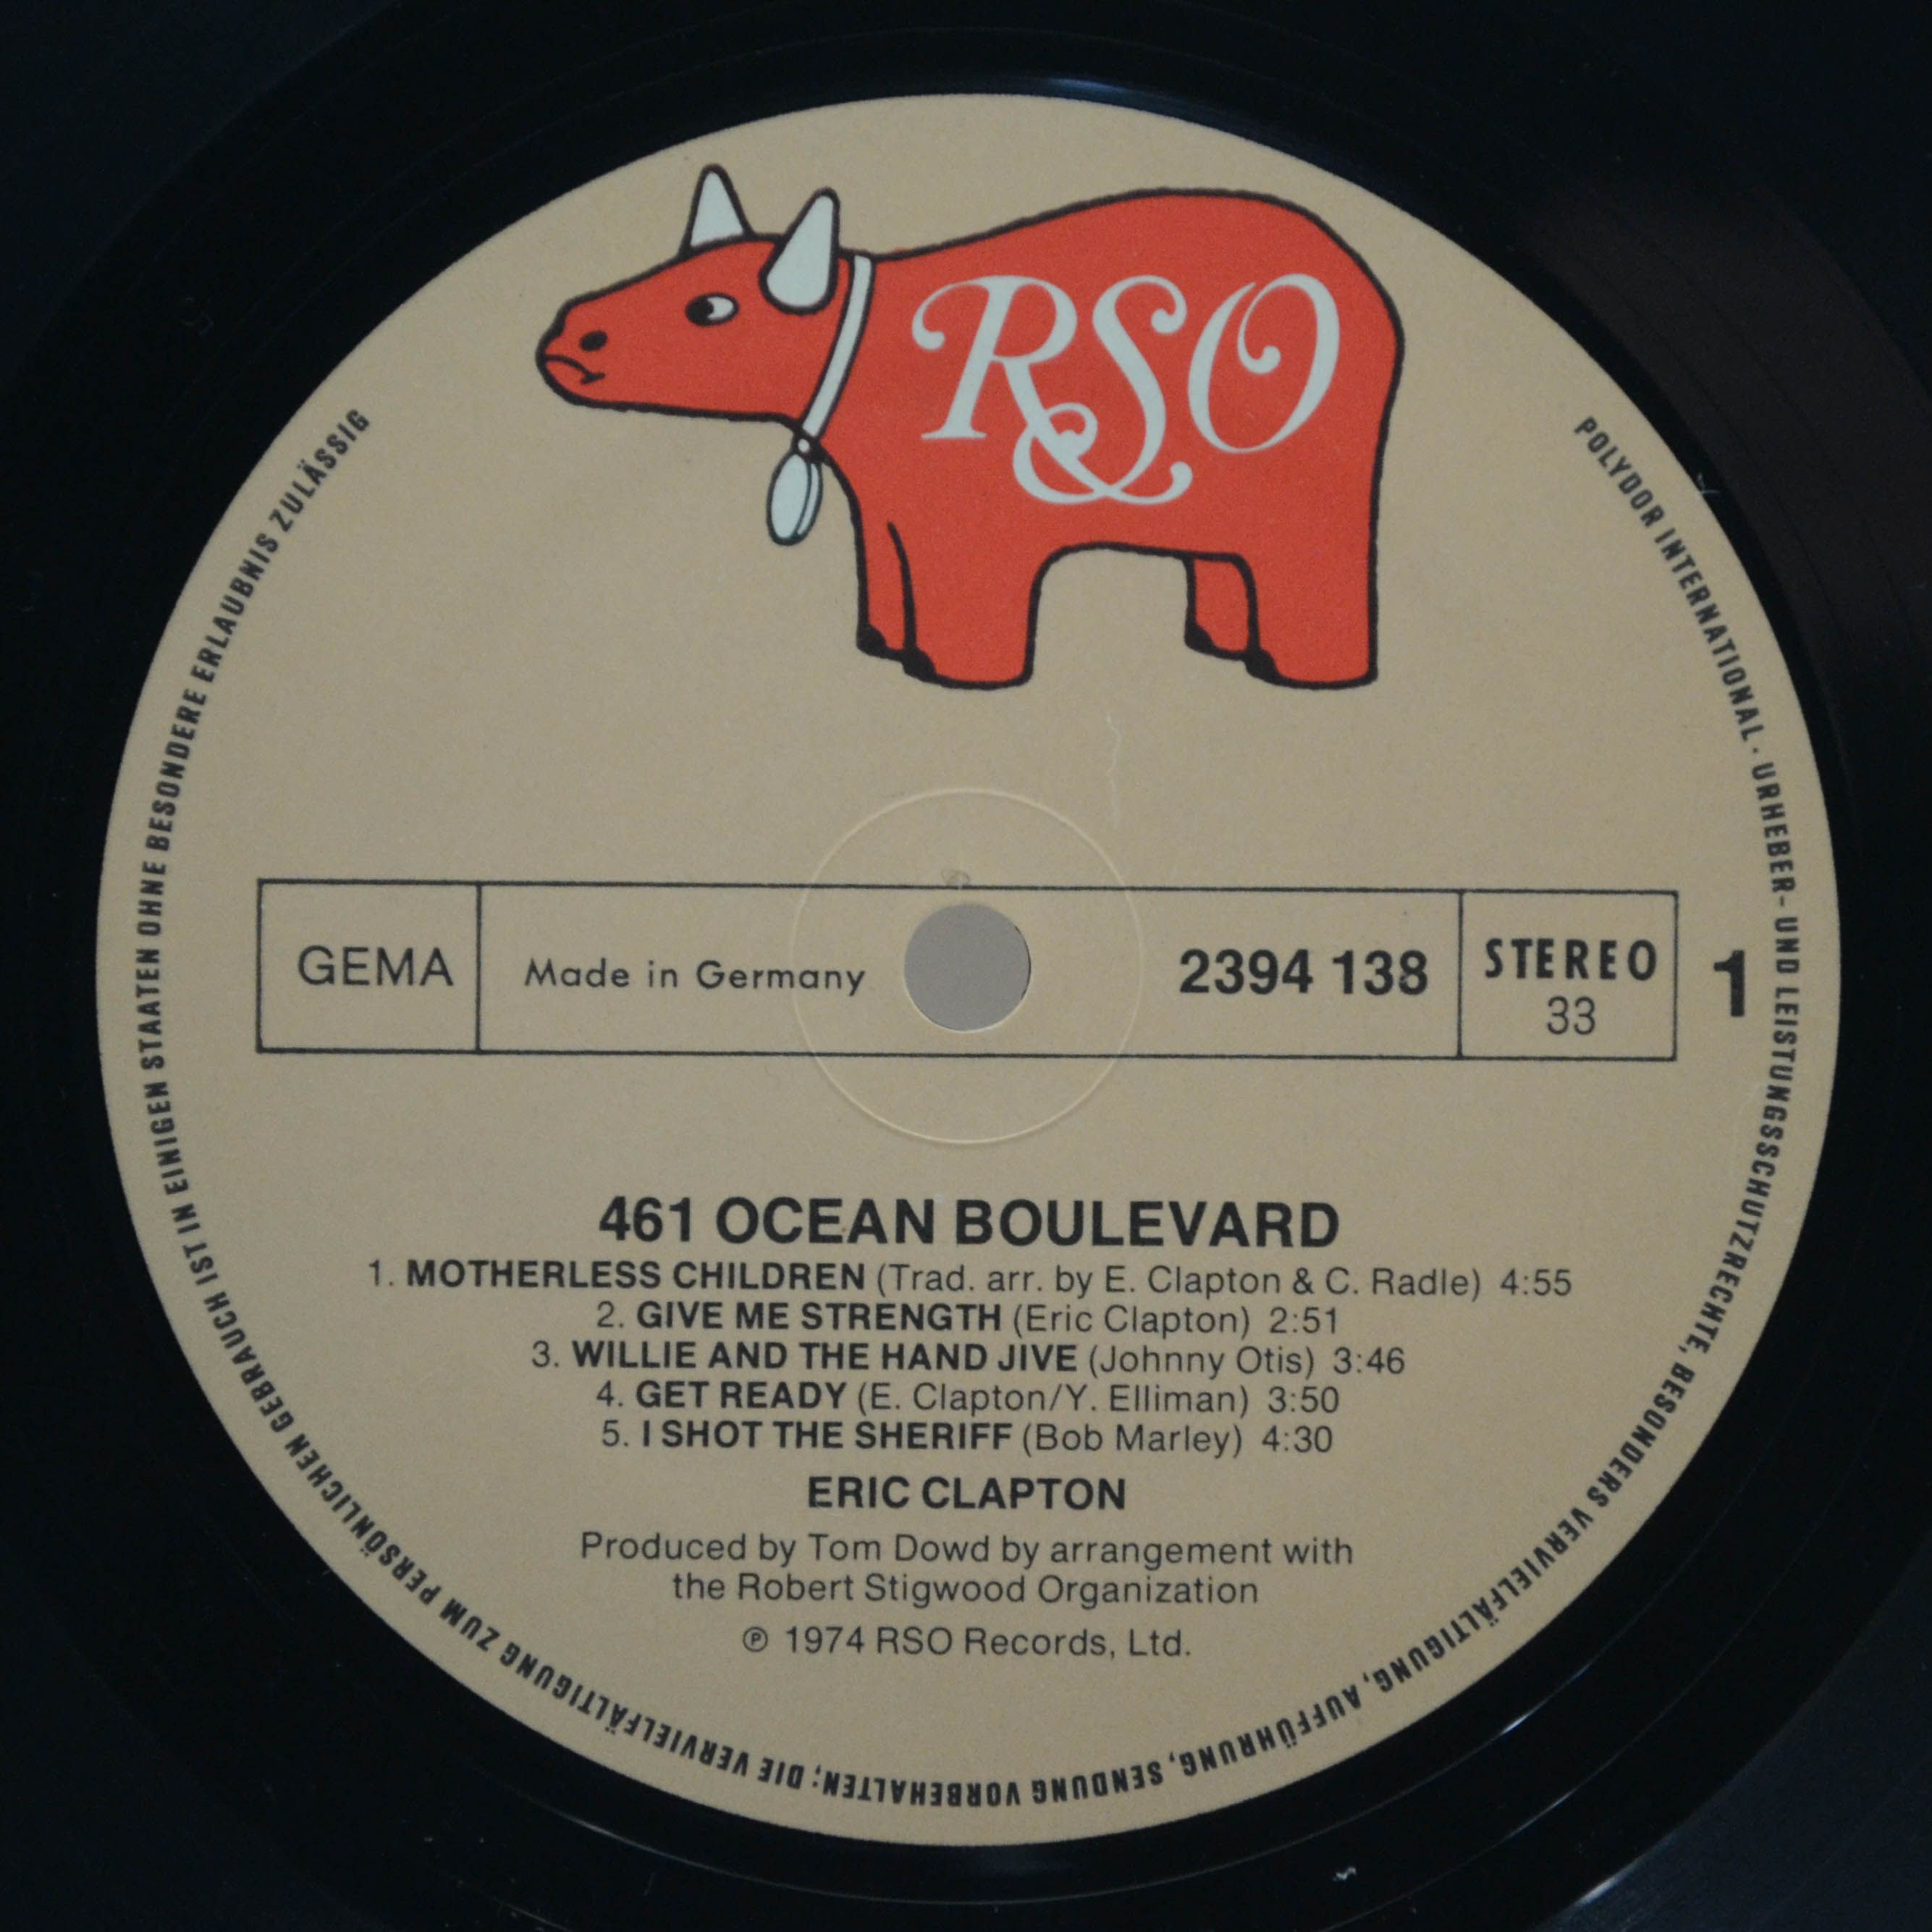 RSO
GEMA
Made in Germany
2394 138
STEREO
33
1
461 OCEAN BOULEVARD
1. MOTHERLESS CHILDREN (Trad. arr. by E. Clapton & C. Radle) 4:55
2. GIVE ME STRENGTH (Eric Clapton) 2:51
3. WILLIE AND THE HAND JIVE (Johnny Otis) 3:46
4. GET READY (E. Clapton/Y. Elliman) 3:50
5. I SHOT THE SHERIFF (Bob Marley) 4:30
ERIC CLAPTON
Produced by Tom Dowd by arrangement with
the Robert Stigwood Organization
℗ 1974 RSO Records, Ltd.
POLYDOR INTERNATIONAL · URHEBER- UND LEISTUNGSSCHUTZRECHTE, BESONDERS VERVIELFÄLTIGUNG, AUFFÜHRUNG, SENDUNG VORBEHALTEN; DIE VERVIELFÄLTIGUNG ZUM PERSÖNLICHEN GEBRAUCH IST IN EINIGEN STAATEN OHNE BESONDERE ERLAUBNIS ZULÄSSIG